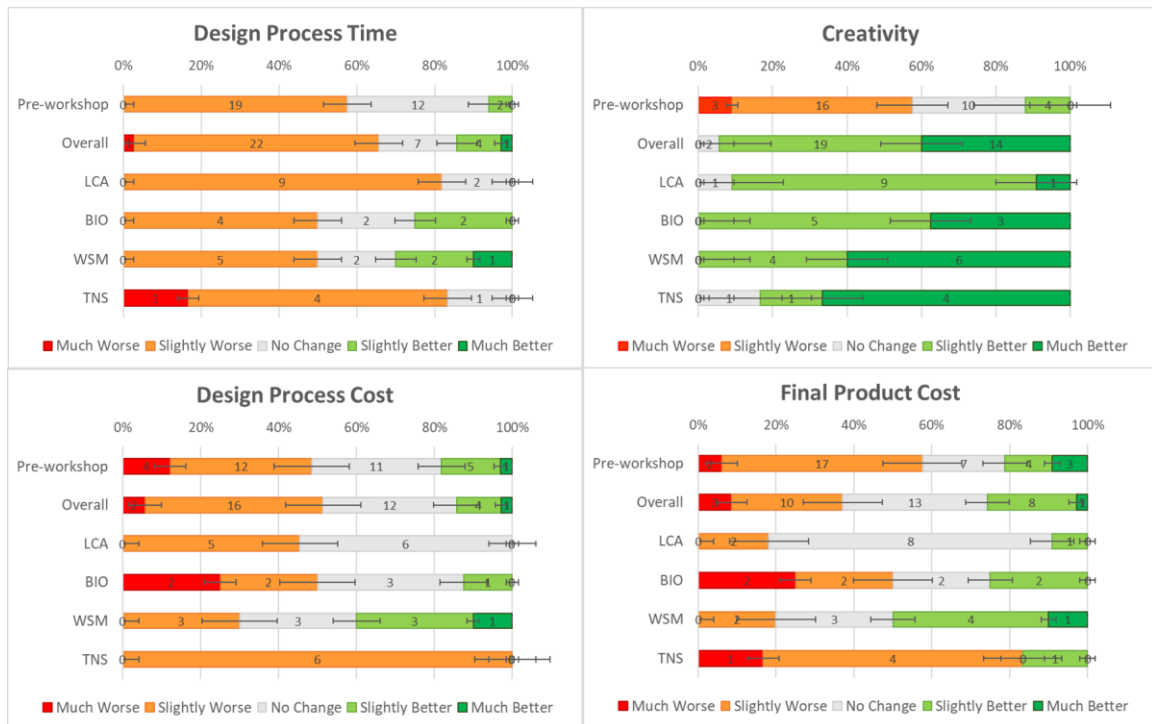 Design Process Time
0% 20% 40% 60% 80% 100%
Pre-workshop 0 19 12 2 0
Overall 1 22 7 4 1
LCA 0 9 2 0
BIO 0 4 2 2 0
WSM 0 5 2 2 1
TNS 1 4 1 0
Much Worse Slightly Worse No Change Slightly Better Much Better
Creativity
0% 20% 40% 60% 80% 100%
Pre-workshop 3 16 10 4 0
Overall 0 2 19 14
LCA 0 1 9 1
BIO 0 5 3
WSM 0 4 6
TNS 0 1 1 4
Much Worse Slightly Worse No Change Slightly Better Much Better
Design Process Cost
0% 20% 40% 60% 80% 100%
Pre-workshop 4 12 11 5 1
Overall 2 16 12 4 1
LCA 0 5 6 0
BIO 2 2 3 1 0
WSM 0 3 3 3 1
TNS 0 6 0
Much Worse Slightly Worse No Change Slightly Better Much Better
Final Product Cost
0% 20% 40% 60% 80% 100%
Pre-workshop 2 17 7 4 3
Overall 3 10 13 8 1
LCA 0 2 8 1 0
BIO 2 2 2 2 0
WSM 0 2 3 4 1
TNS 1 4 0 1 0
Much Worse Slightly Worse No Change Slightly Better Much Better